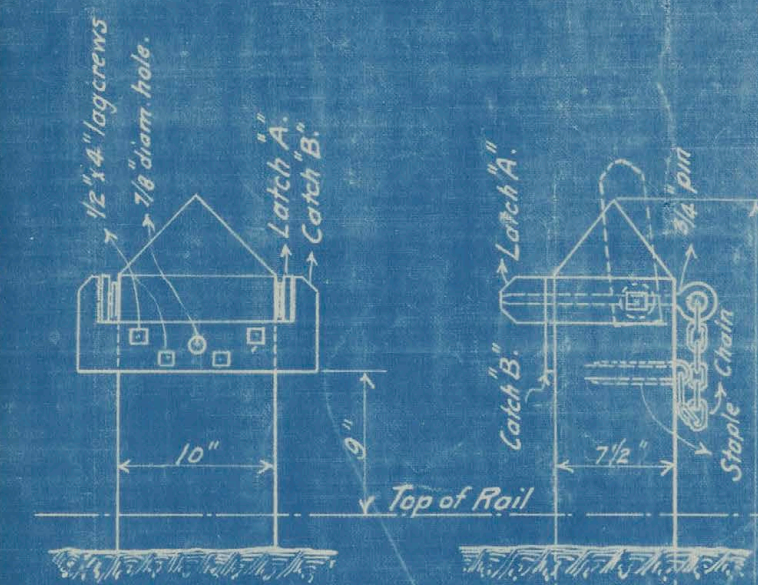 1/2"x4" lagcrews
7/8" diam. hole.
Latch "A".
Catch "B".
10"
9"
Top of Rail
Latch "A".
3/4" pin
Catch "B".
7 1/2"
Staple
Chain